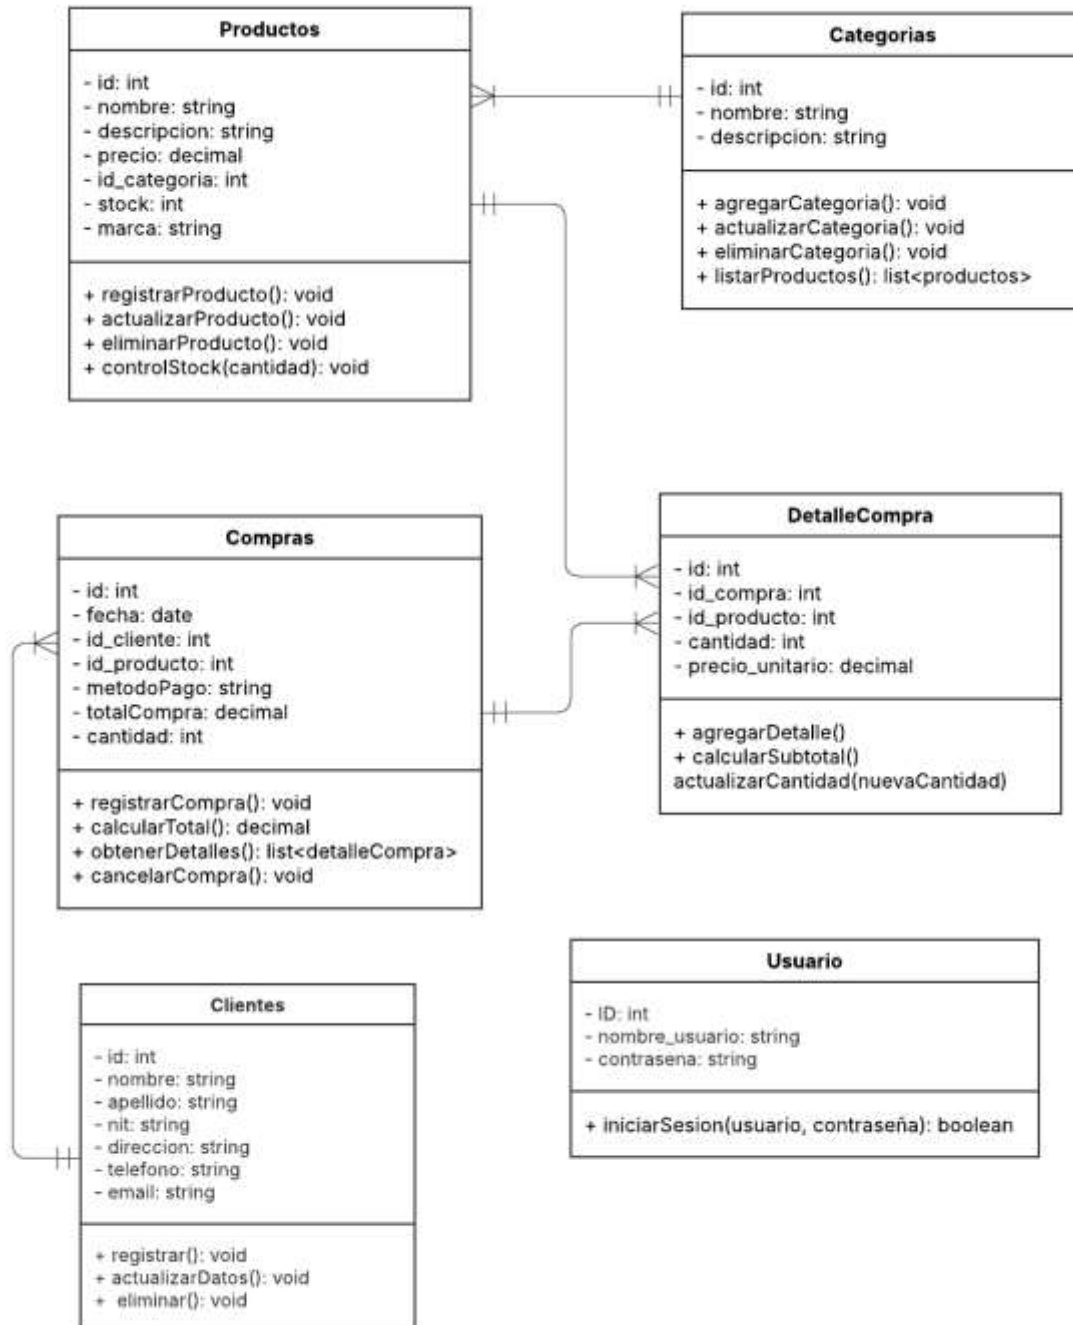 Productos
- id: int
- nombre: string
- descripcion: string
- precio: decimal
- id_categoria: int
- stock: int
- marca: string
+ registrarProducto(): void
+ actualizarProducto(): void
+ eliminarProducto(): void
+ controlStock(cantidad): void
Categorias
- id: int
- nombre: string
- descripcion: string
+ agregarCategoria(): void
+ actualizarCategoria(): void
+ eliminarCategoria(): void
+ listarProductos(): list<productos>
Compras
- id: int
- fecha: date
- id_cliente: int
- id_producto: int
- metodoPago: string
- totalCompra: decimal
- cantidad: int
+ registrarCompra(): void
+ calcularTotal(): decimal
+ obtenerDetalles(): list<detalleCompra>
+ cancelarCompra(): void
DetalleCompra
- id: int
- id_compra: int
- id_producto: int
- cantidad: int
- precio_unitario: decimal
+ agregarDetalle()
+ calcularSubtotal()
actualizarCantidad(nuevaCantidad)
Clientes
- id: int
- nombre: string
- apellido: string
- nit: string
- direccion: string
- telefono: string
- email: string
+ registrar(): void
+ actualizarDatos(): void
+ eliminar(): void
Usuario
- ID: int
- nombre_usuario: string
- contrasena: string
+ iniciarSesion(usuario, contraseña): boolean